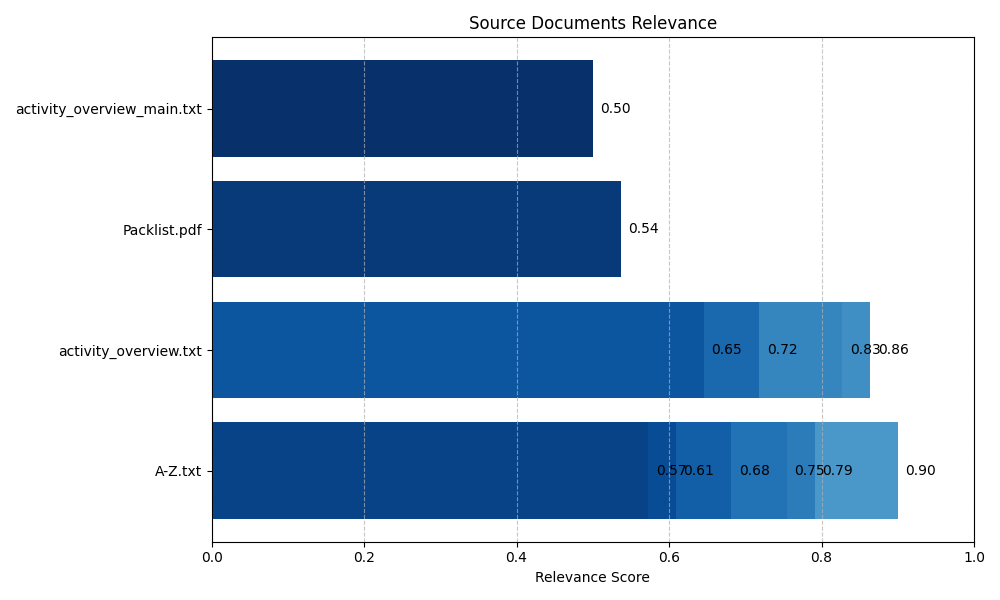 Source Documents Relevance
activity_overview_main.txt
0.50
Packlist.pdf
0.54
activity_overview.txt
0.65 0.72 0.83 0.86
A-Z.txt
0.57 0.61 0.68 0.75 0.79 0.90
0.0 0.2 0.4 0.6 0.8 1.0
Relevance Score